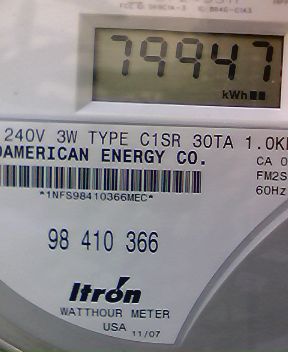 79947
kWh
240V 3W TYPE C1SR 30TA 1.0K
AMERICAN ENERGY CO.
CA 0
FM2S
60Hz
*1NFS98410366MEC*
98 410 366
Itron
WATTHOUR METER
USA 11/07